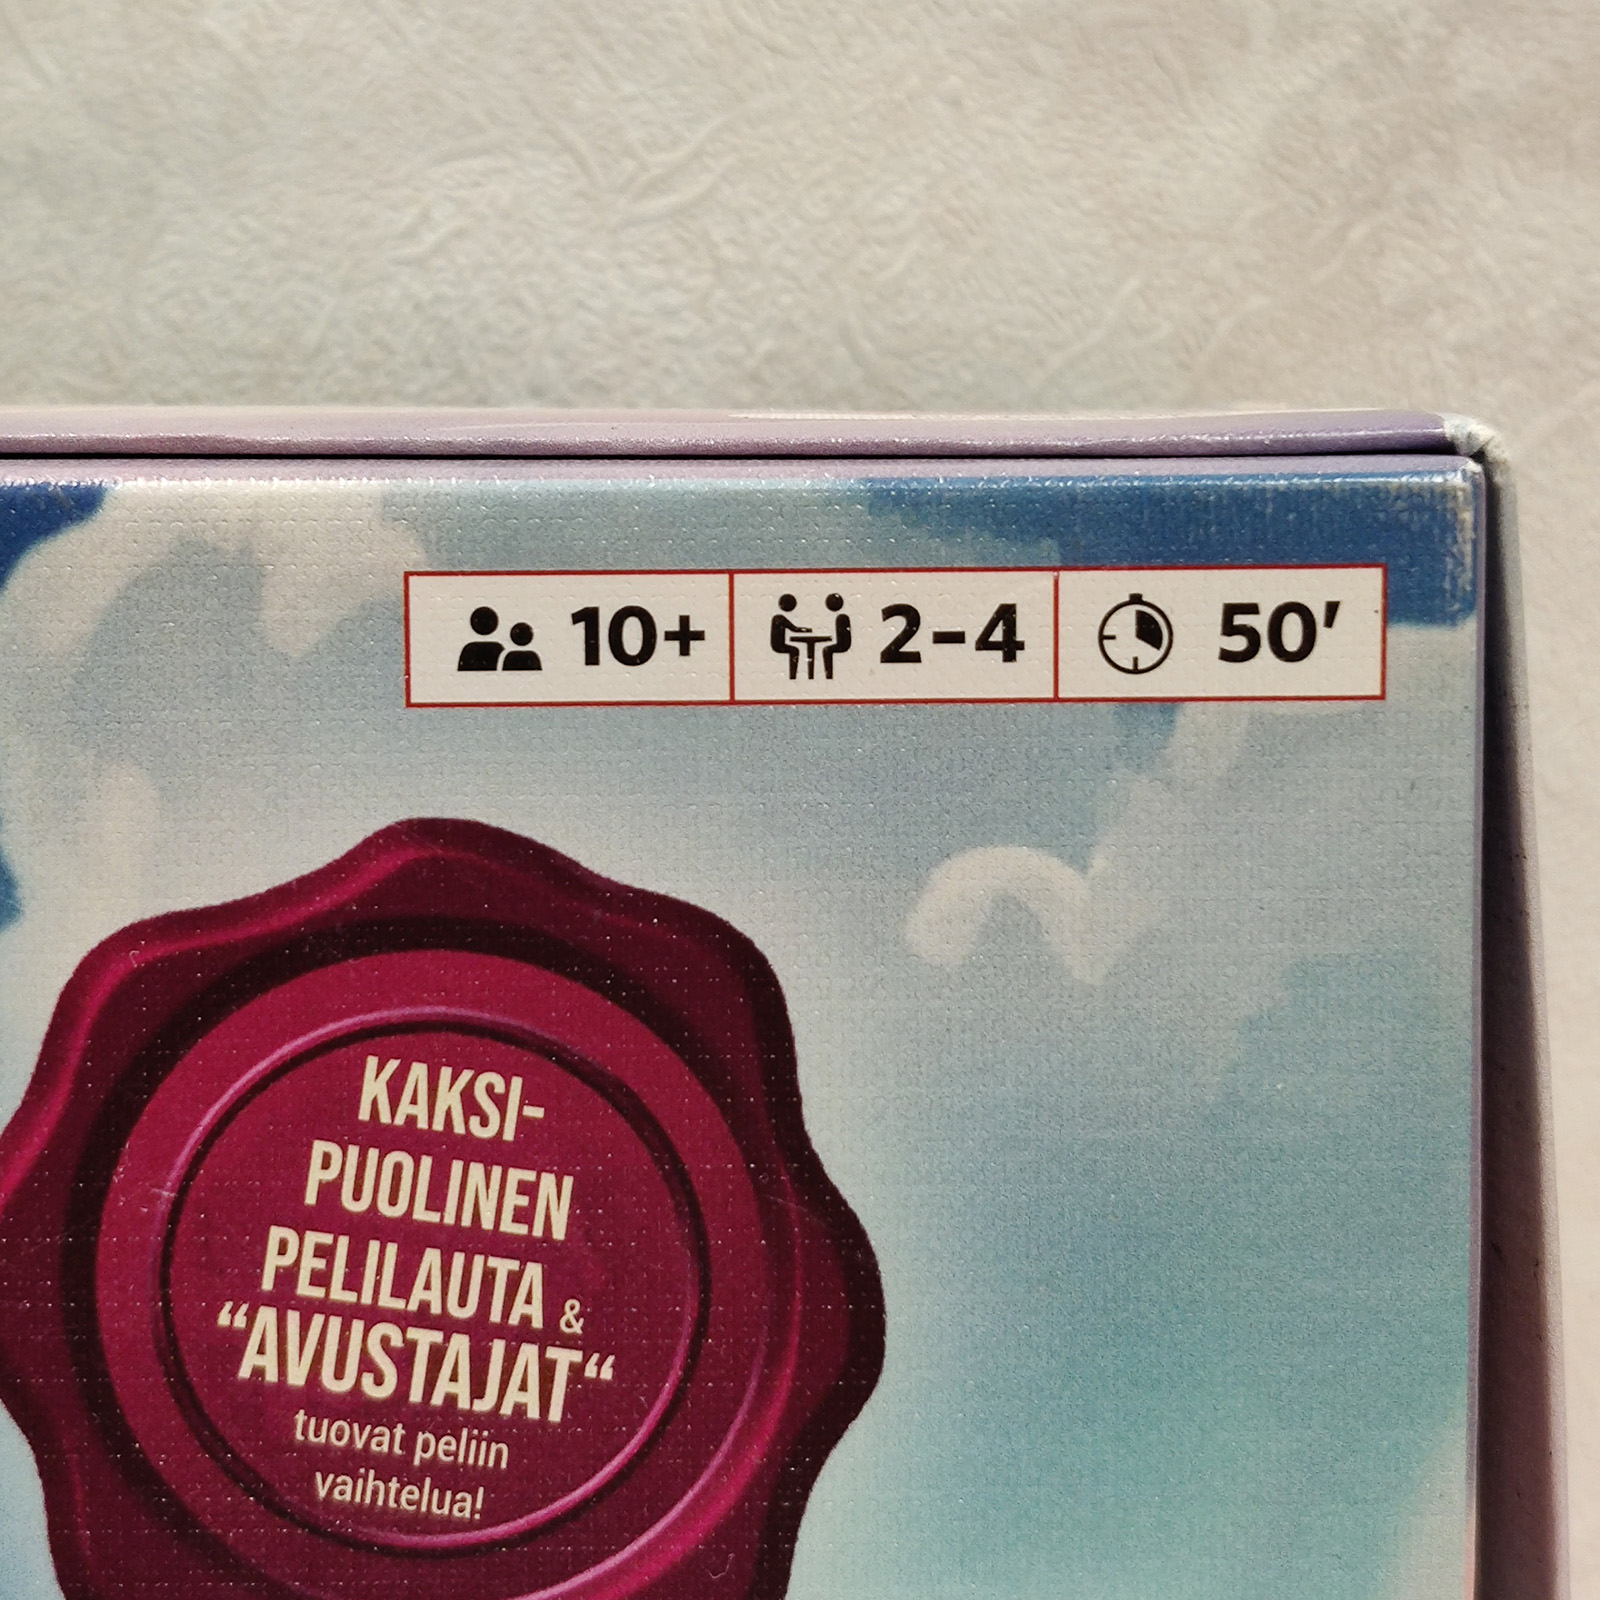 10+ 2-4 50'
KAKSI-
PUOLINEN
PELILAUTA &
“AVUSTAJAT“
tuovat peliin
vaihtelua!